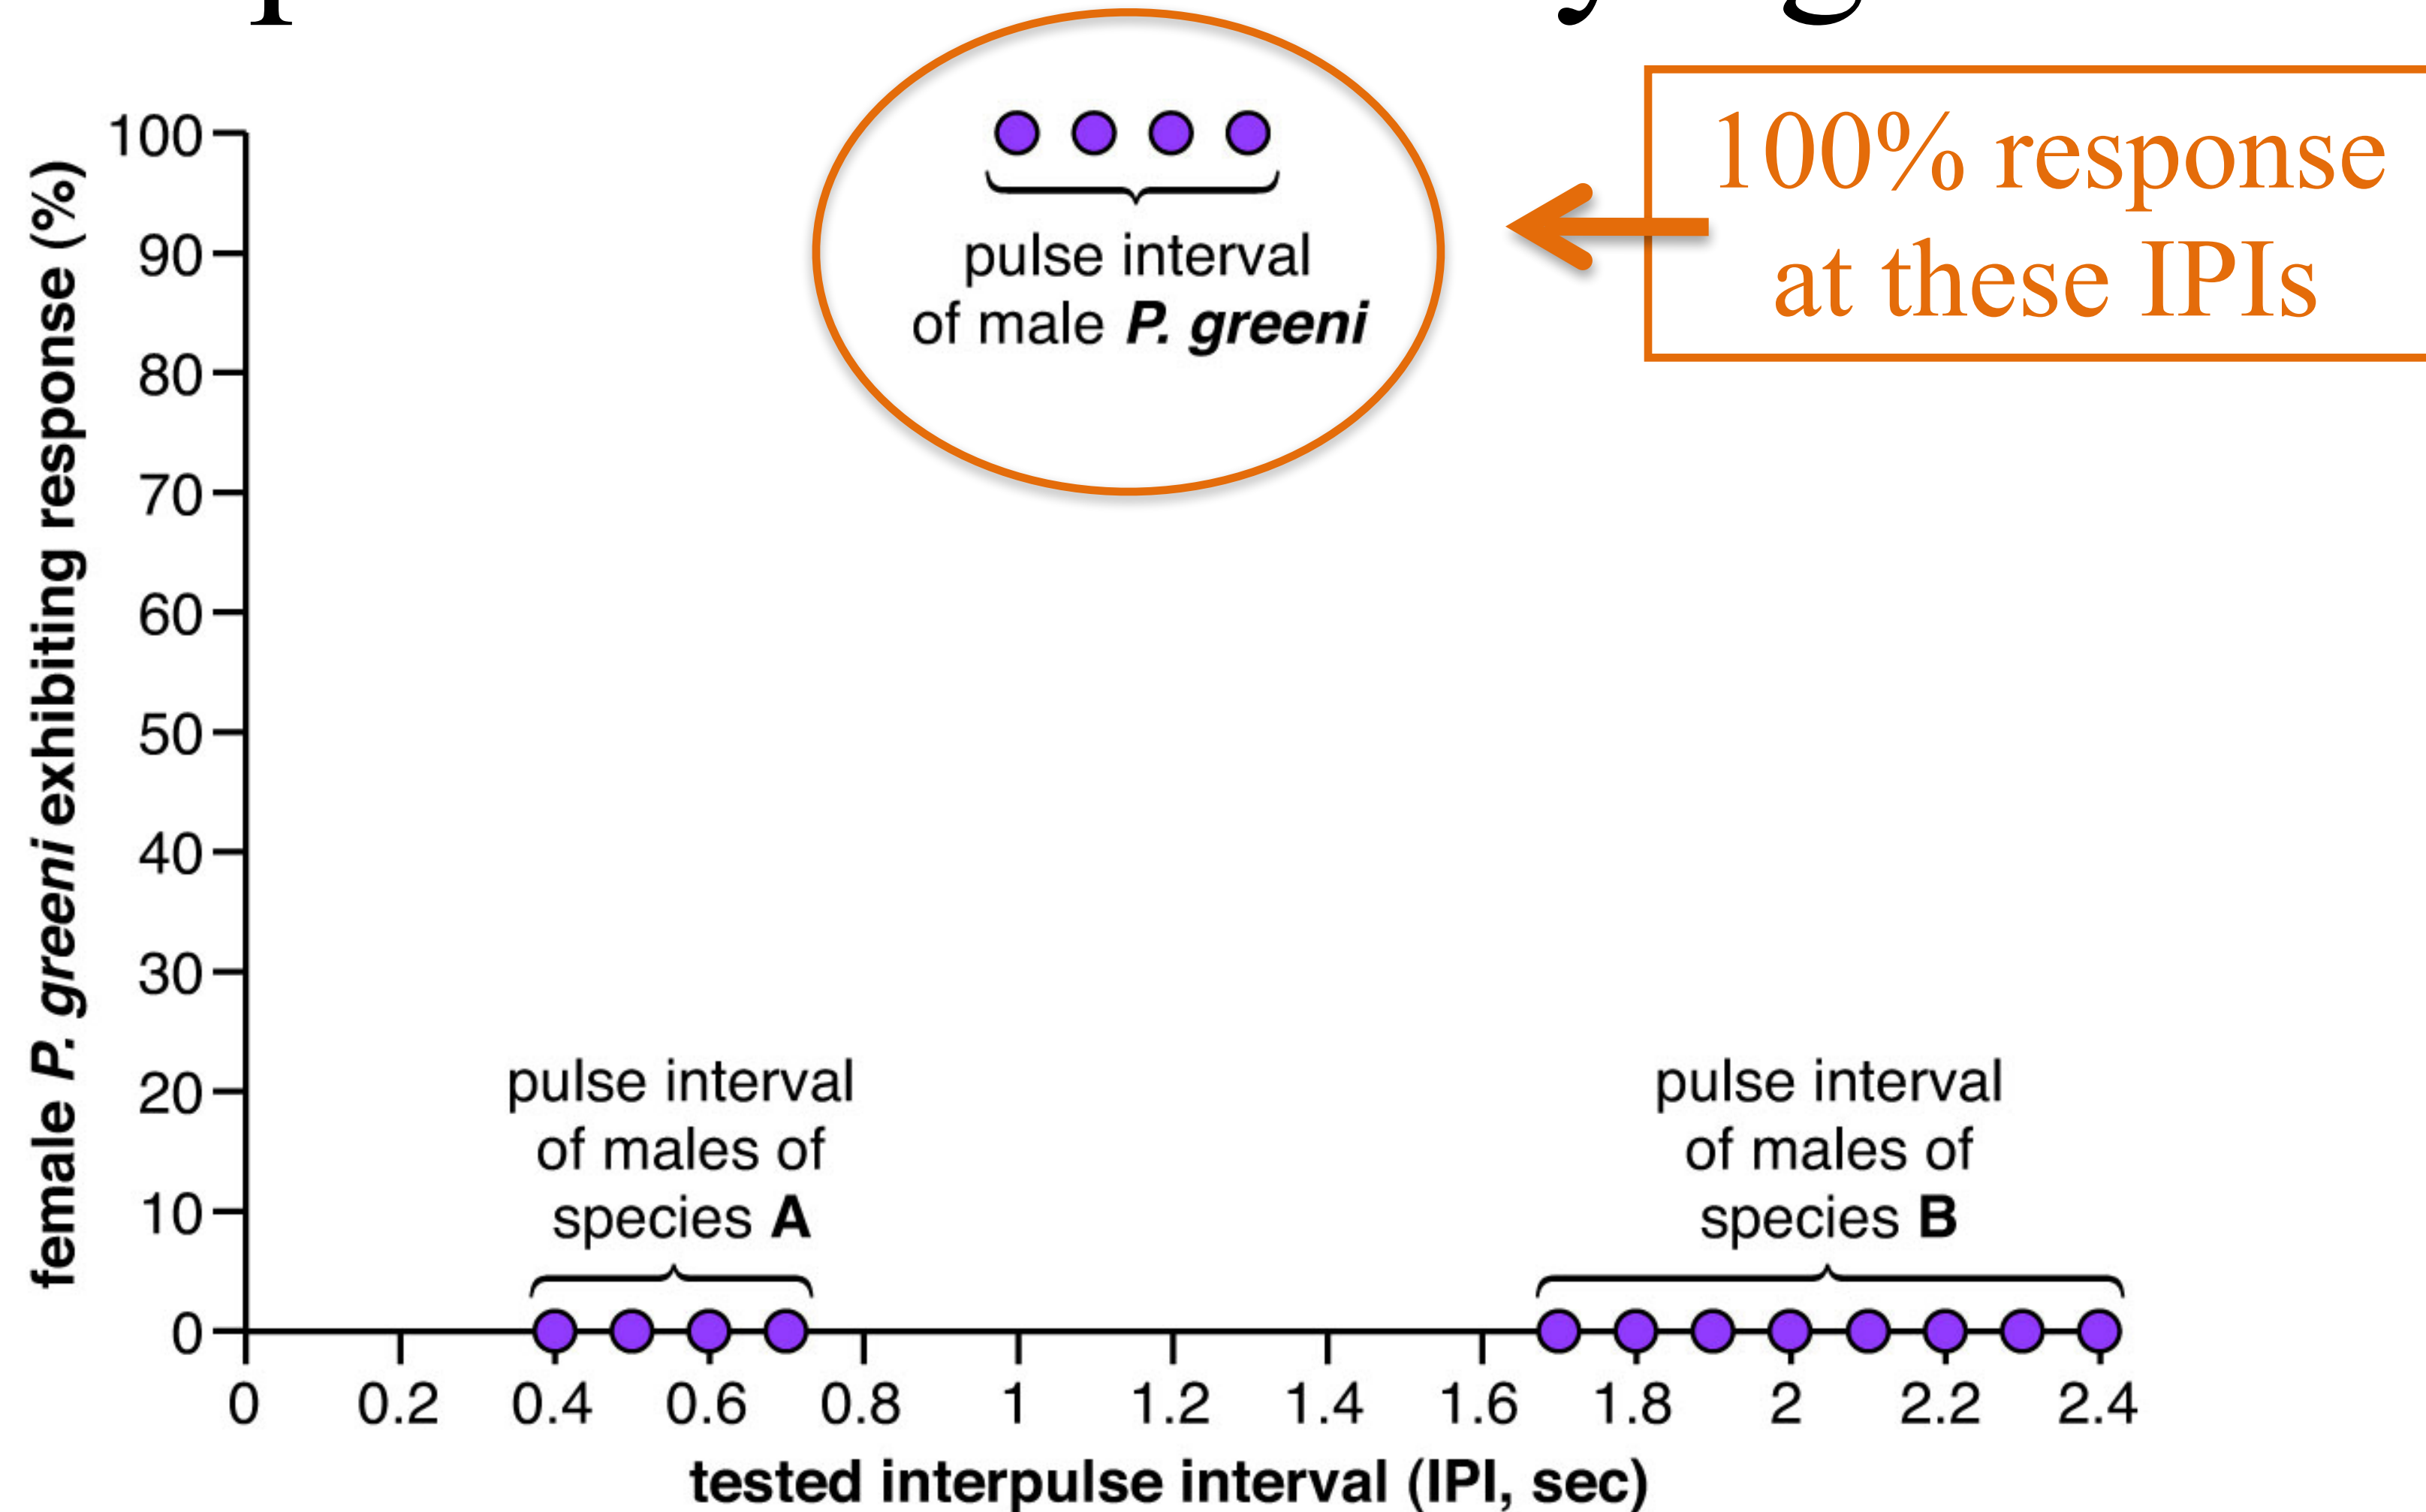 100% response
at these IPIs
100
90
80
70
60
50
40
30
20
10
0
female P. greeni exhibiting response (%)
pulse interval
of male P. greeni
pulse interval
of males of
species A
pulse interval
of males of
species B
0 0.2 0.4 0.6 0.8 1 1.2 1.4 1.6 1.8 2 2.2 2.4
tested interpulse interval (IPI, sec)